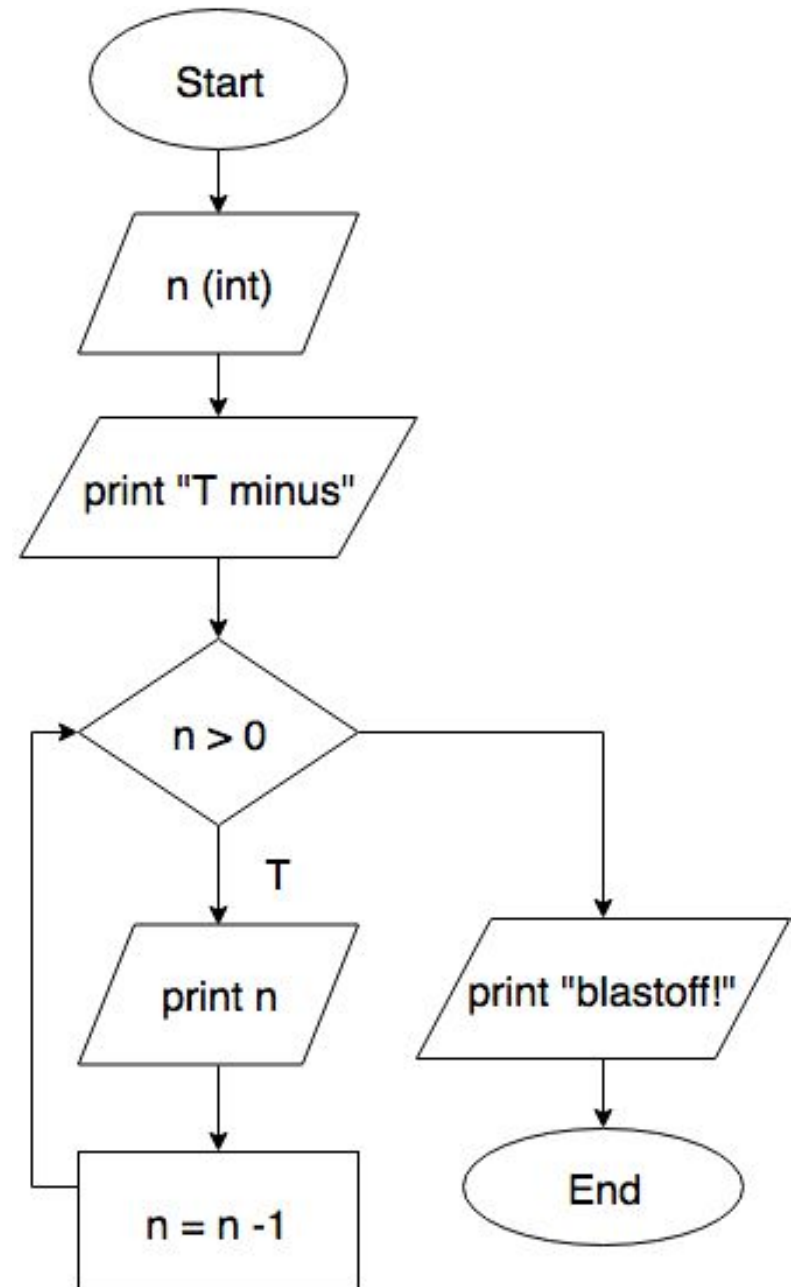 Start
n (int)
print "T minus"
n > 0
T
print n
n = n -1
print "blastoff!"
End